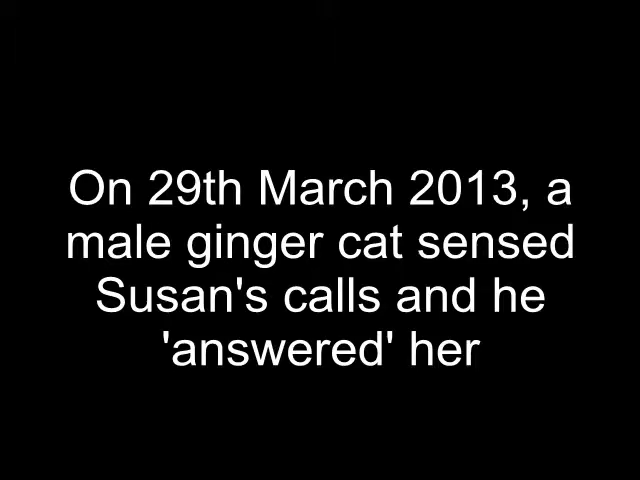 On 29th March 2013, a
male ginger cat sensed
Susan's calls and he
'answered' her